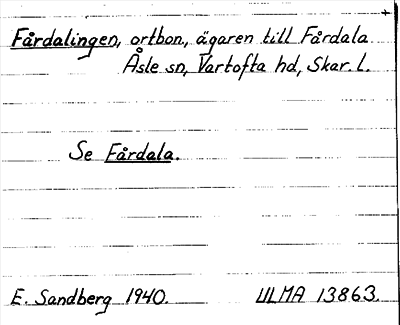 Fårdalingen, ortbon, ägaren till Fårdala
Åsle sn, Vartofta hd, Skar. l.
Se Fårdala.
E. Sandberg 1940. ULMA 13863.